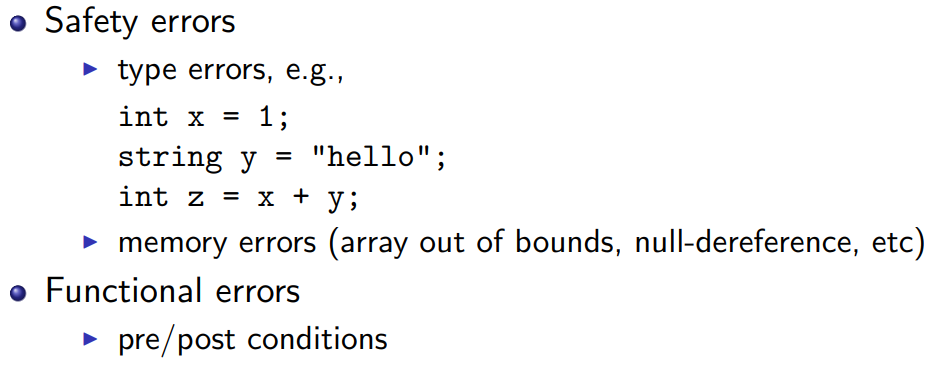 Safety errors
type errors, e.g.,
int x = 1;
string y = "hello";
int z = x + y;
memory errors (array out of bounds, null-dereference, etc)
Functional errors
pre/post conditions